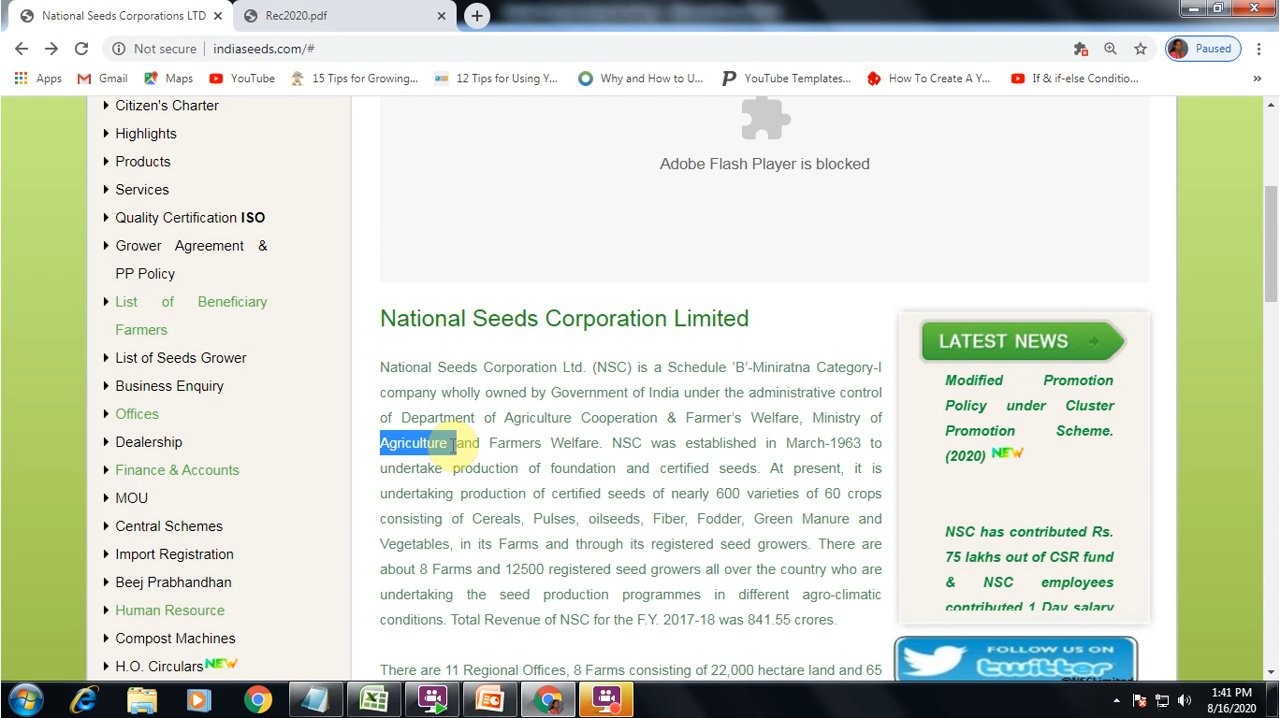 National Seeds Corporations LTD
Rec2020.pdf
Not secure
indiaseeds.com/#
Paused
Apps
Gmail
Maps
YouTube
15 Tips for Growing...
12 Tips for Using Y...
Why and How to U...
YouTube Templates...
How To Create A Y...
If & if-else Conditio...
»
Citizen's Charter
Highlights
Products
Services
Quality Certification ISO
Grower Agreement &
PP Policy
List of Beneficiary
Farmers
List of Seeds Grower
Business Enquiry
Offices
Dealership
Finance & Accounts
MOU
Central Schemes
Import Registration
Beej Prabhandhan
Human Resource
Compost Machines
H.O. Circulars NEW
Adobe Flash Player is blocked
National Seeds Corporation Limited
National Seeds Corporation Ltd. (NSC) is a Schedule 'B'-Miniratna Category-I
company wholly owned by Government of India under the administrative control
of Department of Agriculture Cooperation & Farmer's Welfare, Ministry of
Agriculture and Farmers Welfare. NSC was established in March-1963 to
undertake production of foundation and certified seeds. At present, it is
undertaking production of certified seeds of nearly 600 varieties of 60 crops
consisting of Cereals, Pulses, oilseeds, Fiber, Fodder, Green Manure and
Vegetables, in its Farms and through its registered seed growers. There are
about 8 Farms and 12500 registered seed growers all over the country who are
undertaking the seed production programmes in different agro-climatic
conditions. Total Revenue of NSC for the F.Y. 2017-18 was 841.55 crores.
There are 11 Regional Offices, 8 Farms consisting of 22,000 hectare land and 65
LATEST NEWS
Modified Promotion
Policy under Cluster
Promotion Scheme.
(2020) NEW
NSC has contributed Rs.
75 lakhs out of CSR fund
& NSC employees
contributed 1 Day salary
FOLLOW US ON
twitter
@NSCLimited
1:41 PM
8/16/2020